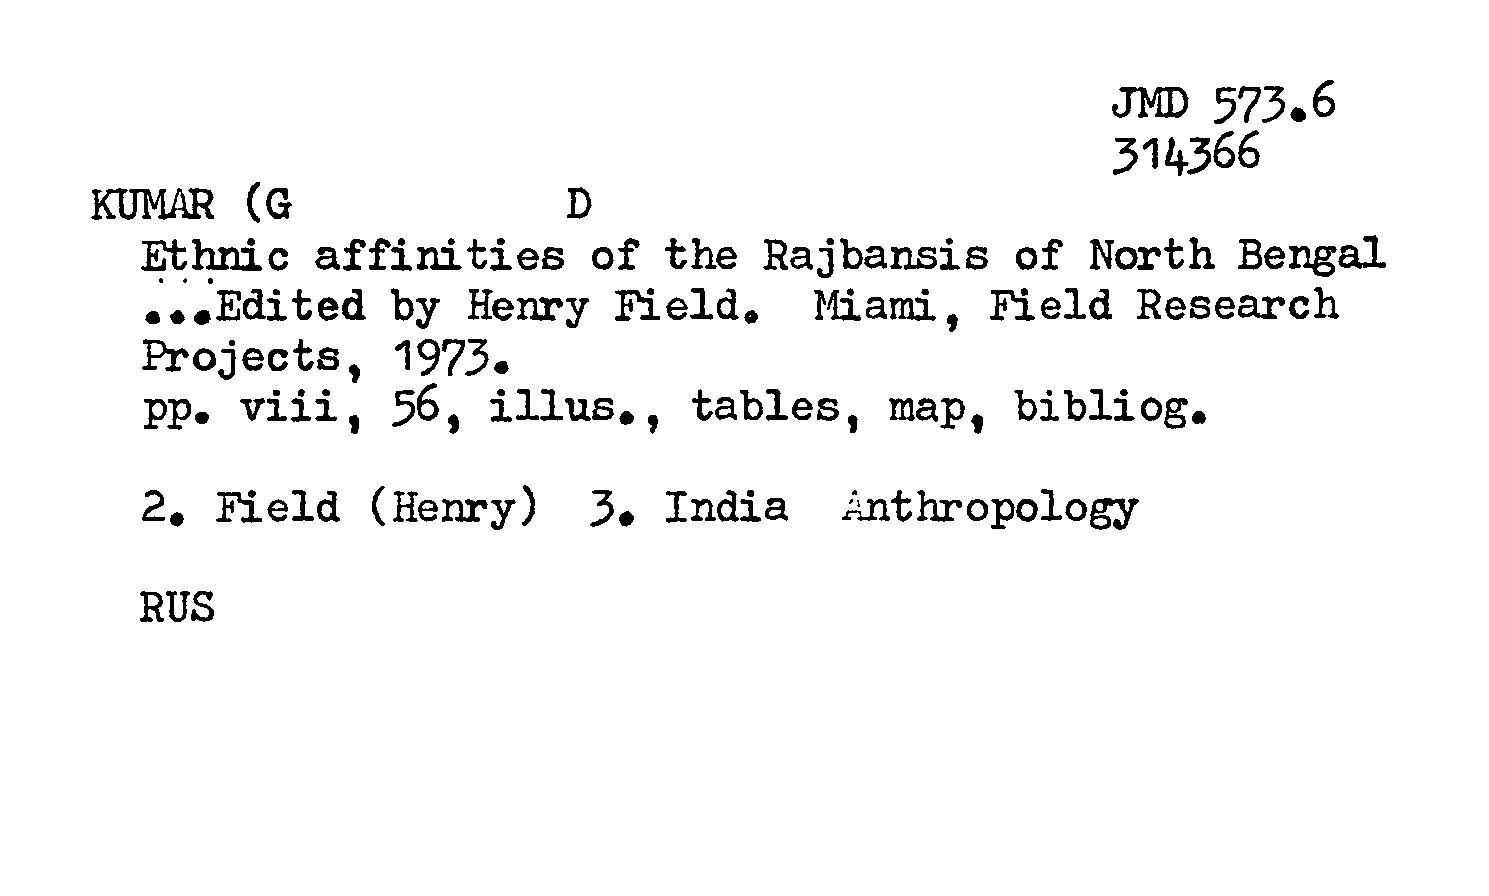 JMD 573.6
314366
KUMAR (G D
Ethnic affinities of the Rajbansis of North Bengal
...Edited by Henry Field. Miami, Field Research
Projects, 1973.
pp. viii, 56, illus., tables, map, bibliog.
2. Field (Henry) 3. India Anthropology
RUS